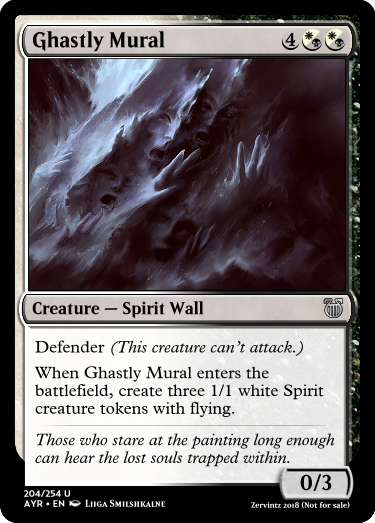 Ghastly Mural 4
Creature — Spirit Wall
Defender (This creature can't attack.)
When Ghastly Mural enters the
battlefield, create three 1/1 white Spirit
creature tokens with flying.
Those who stare at the painting long enough
can hear the lost souls trapped within.
0/3
204/254 U
AYR • EN Liiga Smilshkalne
Zervintz 2018 (Not for sale)